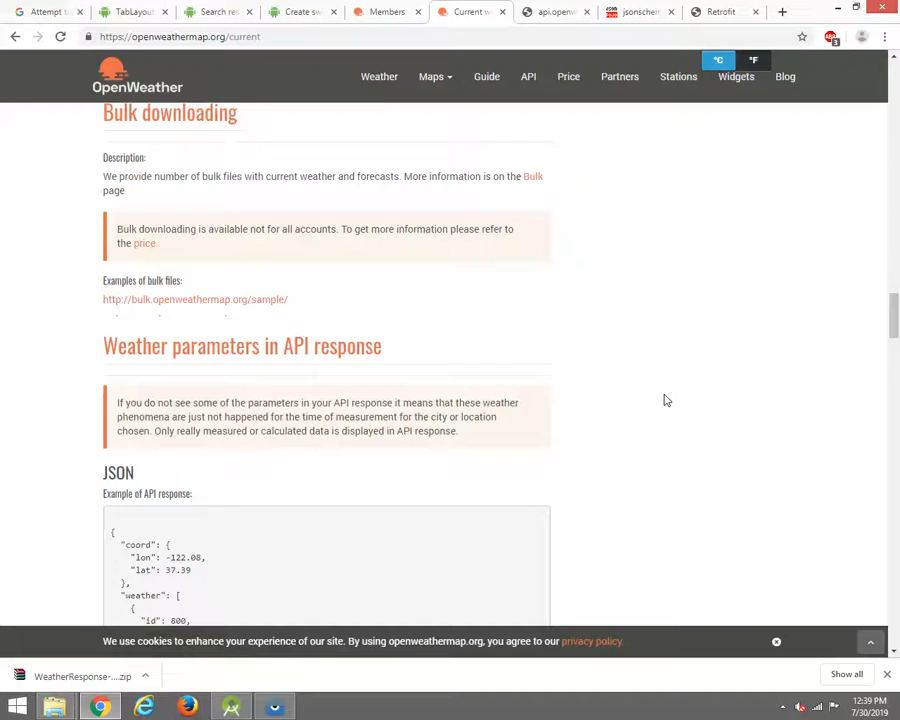 Attempt t
TabLayou
Search re
Create sw
Members
Current w
api.openw
jsonschem
Retrofit
https://openweathermap.org/current
3
OpenWeather
Weather
Maps
Guide
API
Price
Partners
Stations
Widgets
Blog
°C
°F
Bulk downloading
Description:
We provide number of bulk files with current weather and forecasts. More information is on the Bulk
page
Bulk downloading is available not for all accounts. To get more information please refer to
the price.
Examples of bulk files:
http://bulk.openweathermap.org/sample/
Weather parameters in API response
If you do not see some of the parameters in your API response it means that these weather
phenomena are just not happened for the time of measurement for the city or location
chosen. Only really measured or calculated data is displayed in API response.
JSON
Example of API response:
{
"coord": {
"lon": -122.08,
"lat": 37.39
},
"weather": [
{
"id": 800,
We use cookies to enhance your experience of our site. By using openweathermap.org, you agree to our privacy policy.
WeatherResponse-....zip
Show all
12:39 PM
7/30/2019